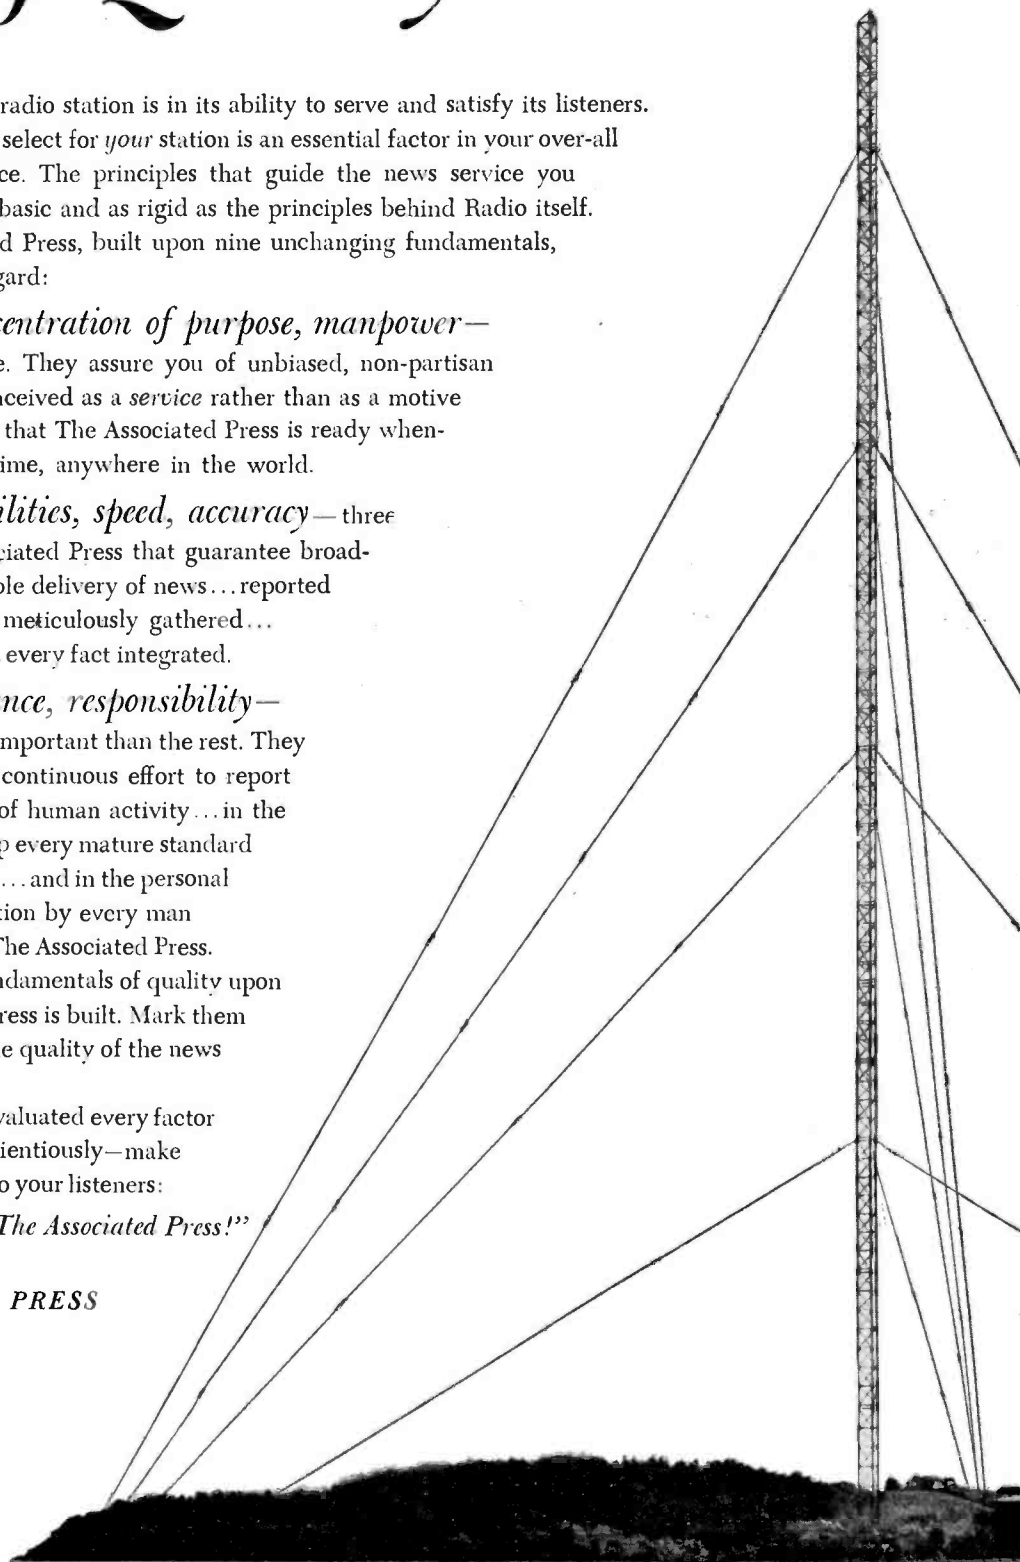 radio station is in its ability to serve and satisfy its listeners.
select for your station is an essential factor in your over-all
ce. The principles that guide the news service you
basic and as rigid as the principles behind Radio itself.
d Press, built upon nine unchanging fundamentals,
gard:
centration of purpose, manpower—
e. They assure you of unbiased, non-partisan
nceived as a service rather than as a motive
that The Associated Press is ready when-
ime, anywhere in the world.
ilities, speed, accuracy—three
ciated Press that guarantee broad-
ble delivery of news...reported
meticulously gathered...
every fact integrated.
nce, responsibility—
mportant than the rest. They
continuous effort to report
of human activity...in the
p every mature standard
...and in the personal
tion by every man
The Associated Press.
ndamentals of quality upon
ress is built. Mark them
e quality of the news
valuated every factor
ientiously—make
o your listeners:
The Associated Press!”
PRESS